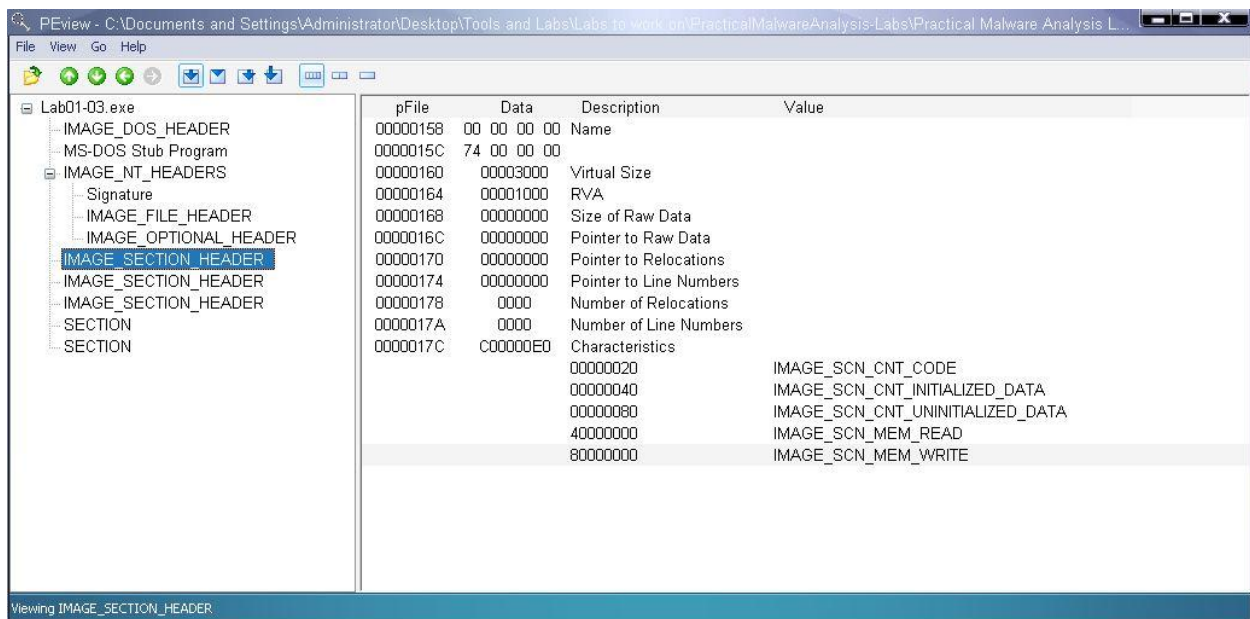 PEview - C:\Documents and Settings\Administrator\Desktop\Tools and Labs\Labs to work on\PracticalMalwareAnalysis-Labs\Practical Malware Analysis L...
File View Go Help
Lab01-03.exe
IMAGE_DOS_HEADER
MS-DOS Stub Program
IMAGE_NT_HEADERS
Signature
IMAGE_FILE_HEADER
IMAGE_OPTIONAL_HEADER
IMAGE_SECTION_HEADER
IMAGE_SECTION_HEADER
IMAGE_SECTION_HEADER
SECTION
SECTION
pFile Data Description Value
00000158 00 00 00 00 Name
0000015C 74 00 00 00
00000160 00003000 Virtual Size
00000164 00001000 RVA
00000168 00000000 Size of Raw Data
0000016C 00000000 Pointer to Raw Data
00000170 00000000 Pointer to Relocations
00000174 00000000 Pointer to Line Numbers
00000178 0000 Number of Relocations
0000017A 0000 Number of Line Numbers
0000017C C00000E0 Characteristics
00000020 IMAGE_SCN_CNT_CODE
00000040 IMAGE_SCN_CNT_INITIALIZED_DATA
00000080 IMAGE_SCN_CNT_UNINITIALIZED_DATA
40000000 IMAGE_SCN_MEM_READ
80000000 IMAGE_SCN_MEM_WRITE
Viewing IMAGE_SECTION_HEADER